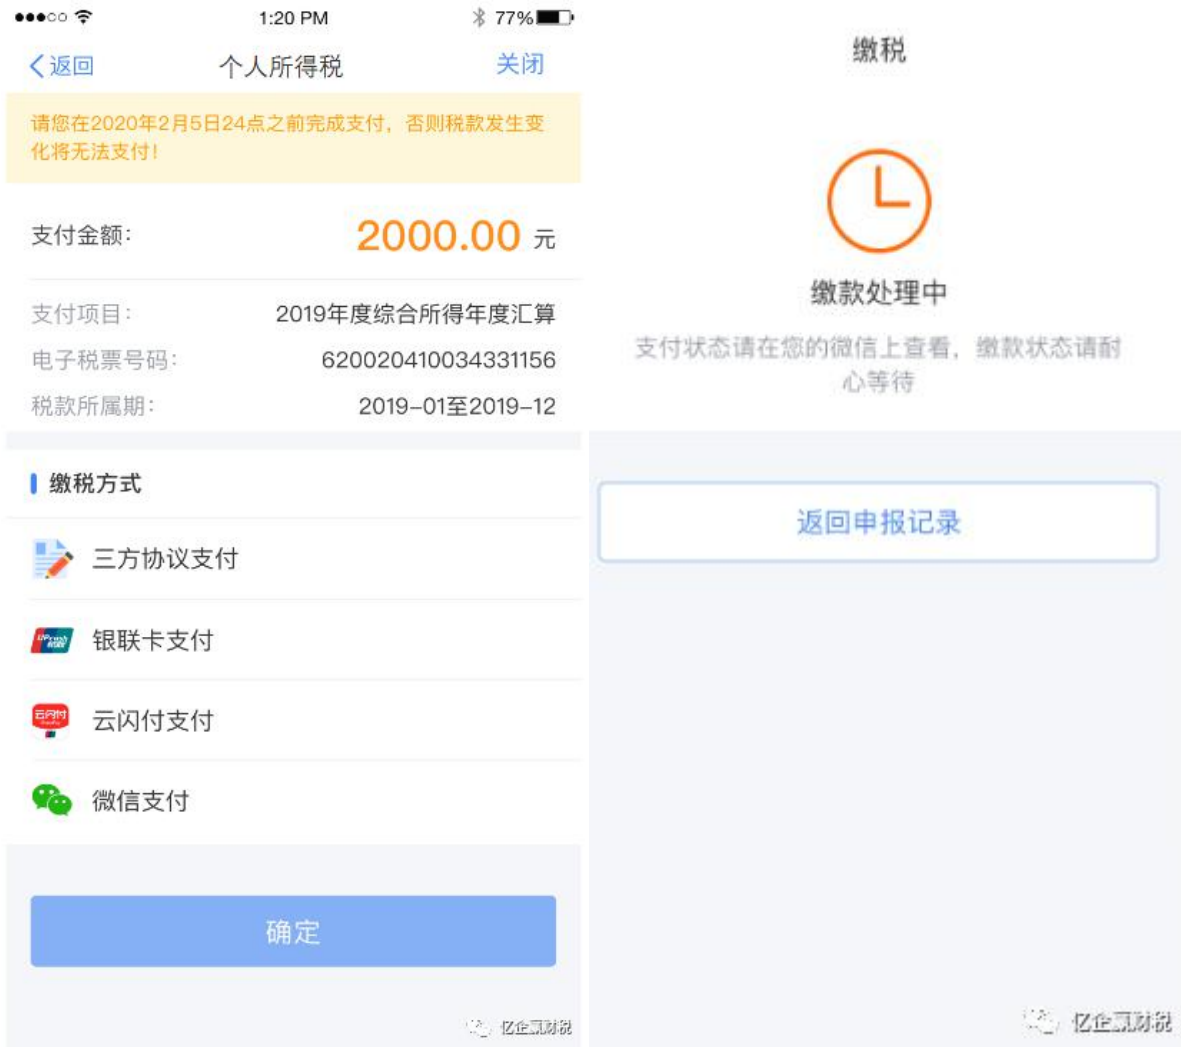 1:20 PM
77%
返回
个人所得税
关闭
请您在2020年2月5日24点之前完成支付，否则税款发生变
化将无法支付！
支付金额：
2000.00 元
支付项目：
2019年度综合所得年度汇算
电子税票号码：
620020410034331156
税款所属期：
2019-01至2019-12
缴税方式
三方协议支付
银联卡支付
云闪付
云闪付支付
微信支付
确定
亿企赢财税
缴税
缴款处理中
支付状态请在您的微信上查看，缴款状态请耐
心等待
返回申报记录
亿企赢财税